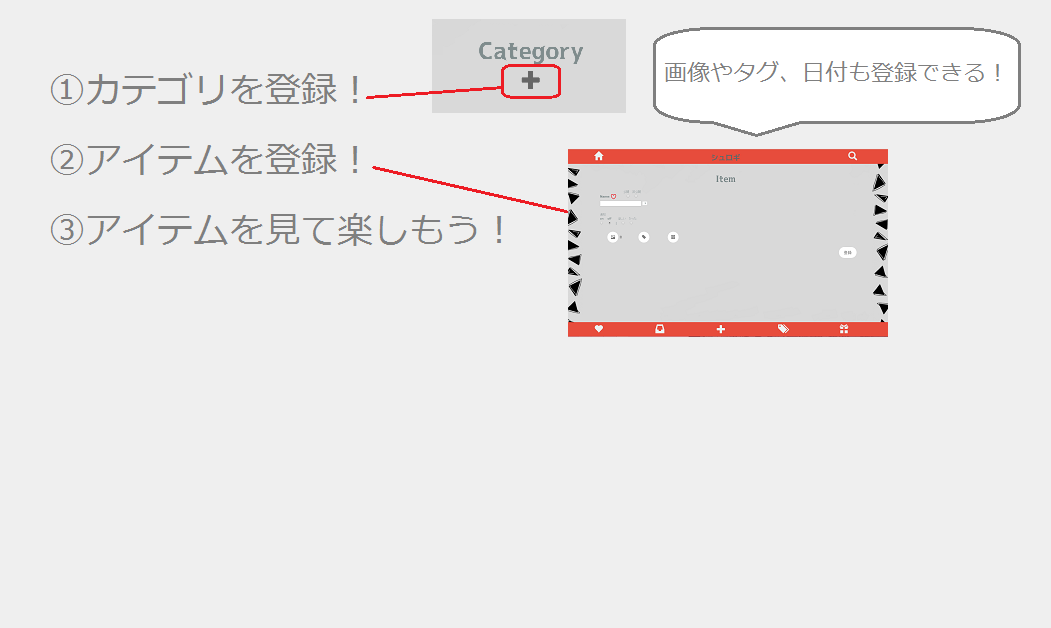 Category
①カテゴリを登録！
画像やタグ、日付も登録できる！
②アイテムを登録！
Item
登録
③アイテムを見て楽しもう！